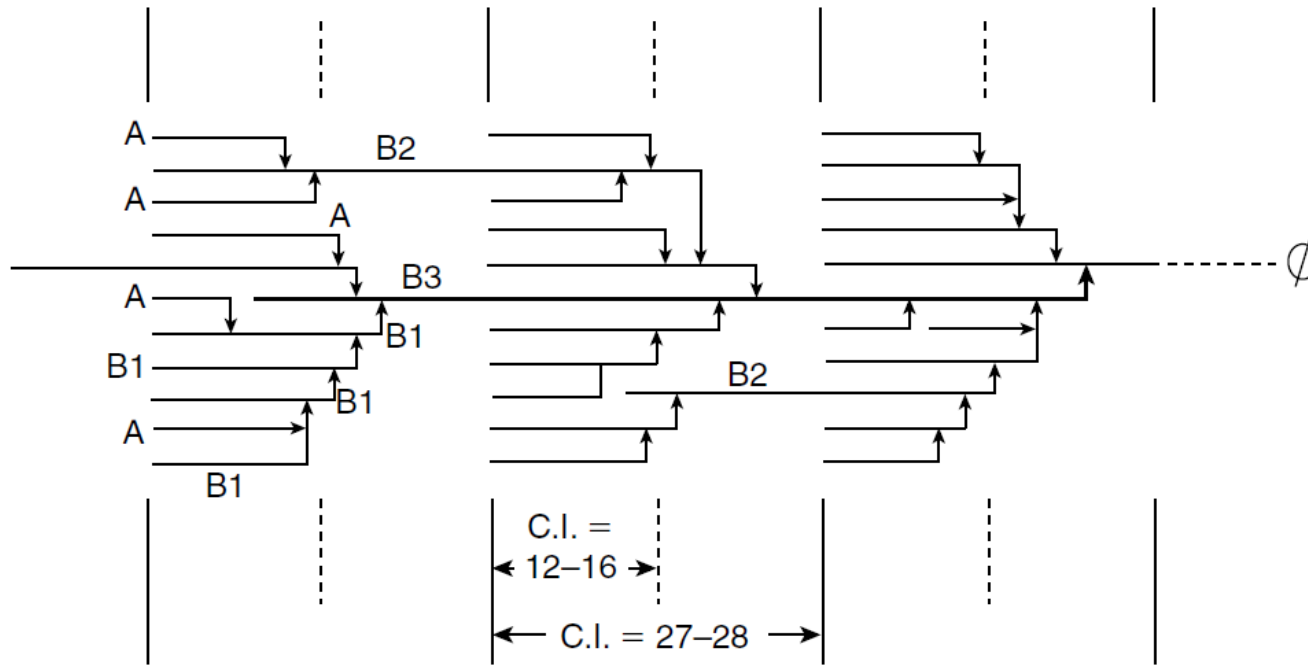 A
B2
A
A
B3
A
B1
B1
B2
B1
A
B1
C.I. =
12–16
C.I. = 27–28
ϕ